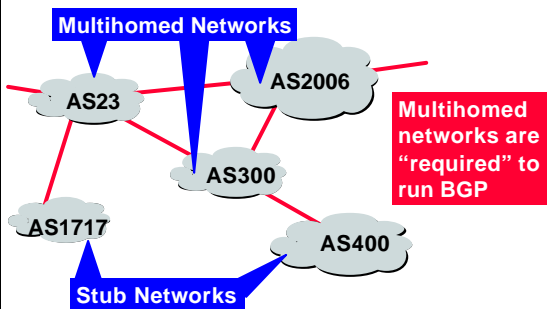 Multihomed Networks
AS23
AS2006
Multihomed
networks are
“required” to
run BGP
AS300
AS1717
AS400
Stub Networks